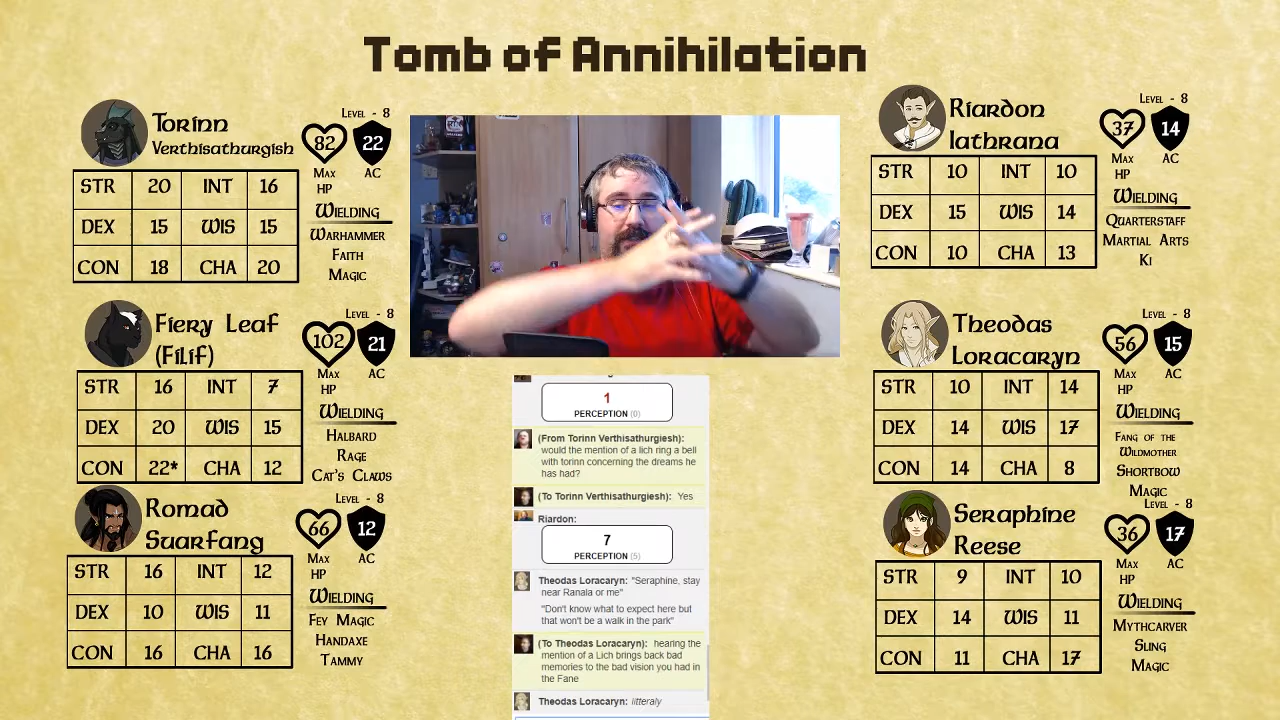 Tomb of Annihilation
Torinn
Verthisathurgish
Level - 8
82
22
Max HP
AC
STR 20 INT 16
DEX 15 WIS 15
CON 18 CHA 20
Wielding
Warhammer
Faith
Magic
Fiery Leaf
(Filif)
Level - 8
102
21
Max HP
AC
STR 16 INT 7
DEX 20 WIS 15
CON 22* CHA 12
Wielding
Halbard
Rage
Cat's Claws
Romad
Suarfang
Level - 8
66
12
Max HP
AC
STR 16 INT 12
DEX 10 WIS 11
CON 16 CHA 16
Wielding
Fey Magic
Handaxe
Tammy
1
PERCEPTION (0)
(From Torinn Verthisathurgiesh):
would the mention of a lich ring a bell
with torinn concerning the dreams he
has had?
(To Torinn Verthisathurgiesh): Yes
Riardon:
7
PERCEPTION (5)
Theodas Loracaryn: "Seraphine, stay
near Ranala or me"
"Don't know what to expect here but
that won't be a walk in the park"
(To Theodas Loracaryn): hearing the
mention of a Lich brings back bad
memories to the bad vision you had in
the Fane
Theodas Loracaryn: litteraly
Riardon
Iathrana
Level - 8
37
14
Max HP
AC
STR 10 INT 10
DEX 15 WIS 14
CON 10 CHA 13
Wielding
Quarterstaff
Martial Arts
Ki
Theodas
Loracaryn
Level - 8
56
15
Max HP
AC
STR 10 INT 14
DEX 14 WIS 17
CON 14 CHA 8
Wielding
Fang of the
Wildmother
Shortbow
Magic
Seraphine
Reese
Level - 8
36
17
Max HP
AC
STR 9 INT 10
DEX 14 WIS 11
CON 11 CHA 17
Wielding
Mythcarver
Sling
Magic